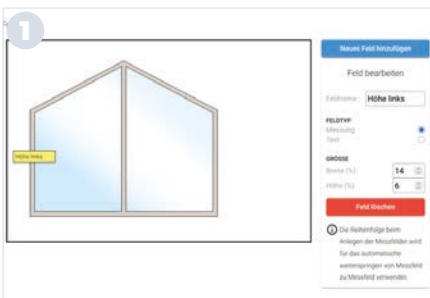 1
Neues Feld hinzufügen
Feld bearbeiten
Feldname Höhe links
Höhe links
FELDTYP
Messung
Text
GRÖSSE
Breite (%) 14
Höhe (%) 6
Feld löschen
Die Reihenfolge beim
Anlegen der Messfelder wird
für das automatische
weiterspringen von Messfeld
zu Messfeld verwendet.